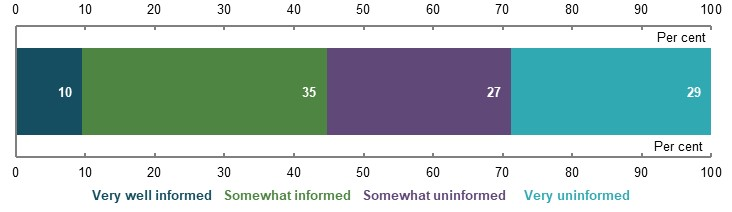 0 10 20 30 40 50 60 70 80 90 100
Per cent
10 35 27 29
Per cent
0 10 20 30 40 50 60 70 80 90 100
Very well informed Somewhat informed Somewhat uninformed Very uninformed